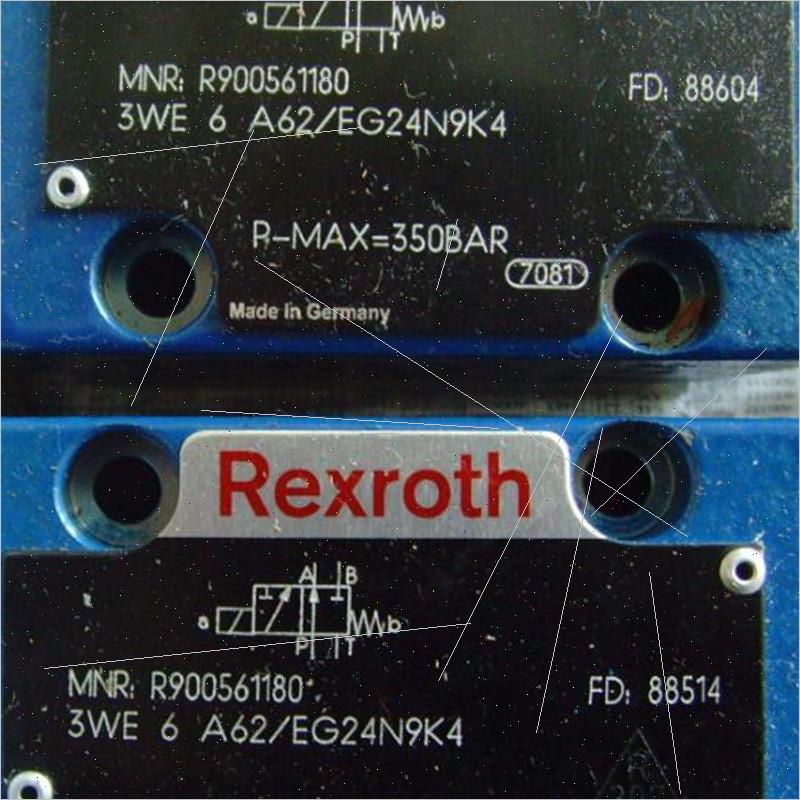 a b
P T
MNR: R900561180 FD: 88604
3WE 6 A62/EG24N9K4
P-MAX=350BAR
7081
Made in Germany
Rexroth
A B
a b
P T
MNR: R900561180 FD: 88514
3WE 6 A62/EG24N9K4